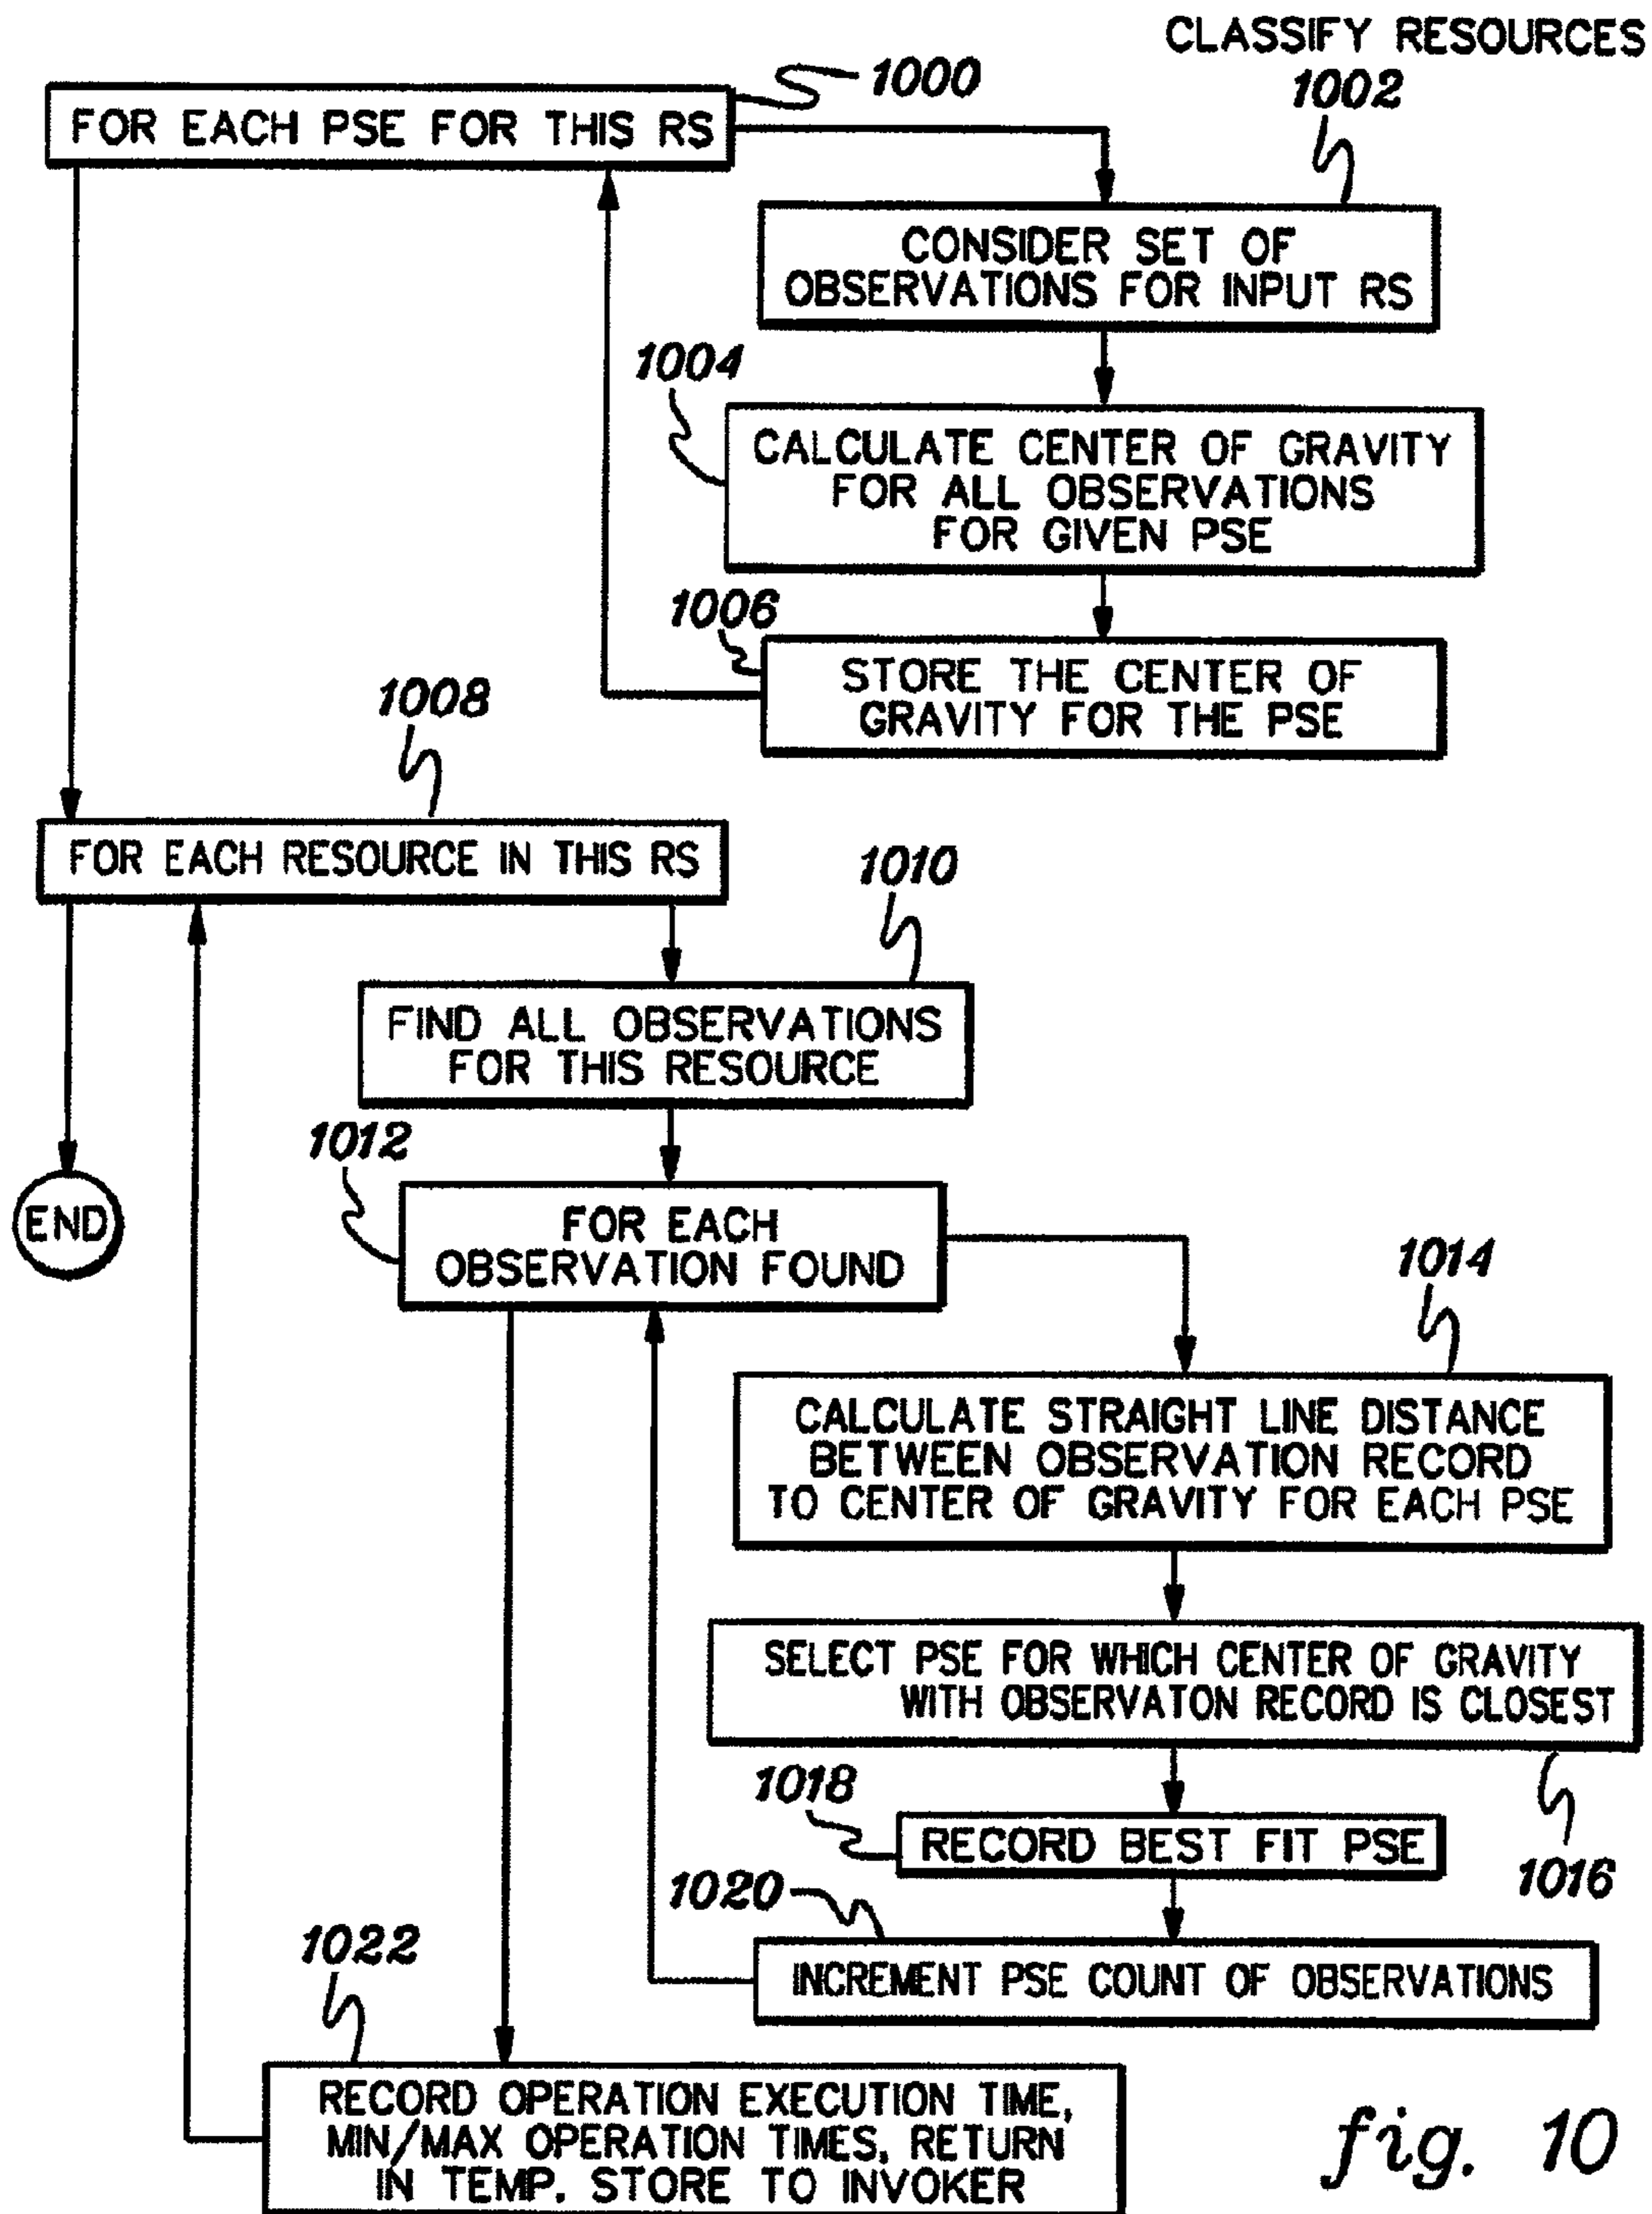 CLASSIFY RESOURCES
1000
1002
FOR EACH PSE FOR THIS RS
CONSIDER SET OF
OBSERVATIONS FOR INPUT RS
1004
CALCULATE CENTER OF GRAVITY
FOR ALL OBSERVATIONS
FOR GIVEN PSE
1006
STORE THE CENTER OF
GRAVITY FOR THE PSE
1008
FOR EACH RESOURCE IN THIS RS
1010
FIND ALL OBSERVATIONS
FOR THIS RESOURCE
1012
END
FOR EACH
OBSERVATION FOUND
1014
CALCULATE STRAIGHT LINE DISTANCE
BETWEEN OBSERVATION RECORD
TO CENTER OF GRAVITY FOR EACH PSE
SELECT PSE FOR WHICH CENTER OF GRAVITY
WITH OBSERVATON RECORD IS CLOSEST
1018
RECORD BEST FIT PSE
1016
1020
INCREMENT PSE COUNT OF OBSERVATIONS
1022
RECORD OPERATION EXECUTION TIME,
MIN/MAX OPERATION TIMES, RETURN
IN TEMP. STORE TO INVOKER
fig. 10